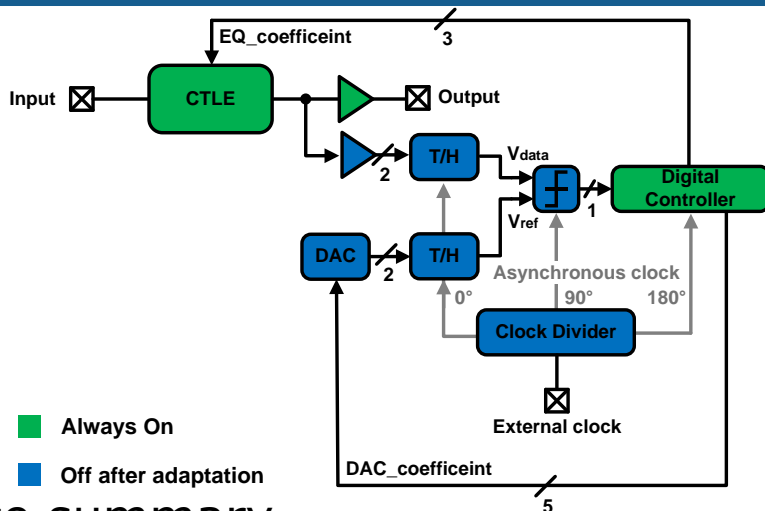 EQ_coefficeint
3
Input
CTLE
Output
2
T/H
Vdata
Vref
1
Digital
Controller
DAC
2
T/H
Asynchronous clock
0°
90°
180°
Clock Divider
External clock
Always On
Off after adaptation
DAC_coefficeint
5